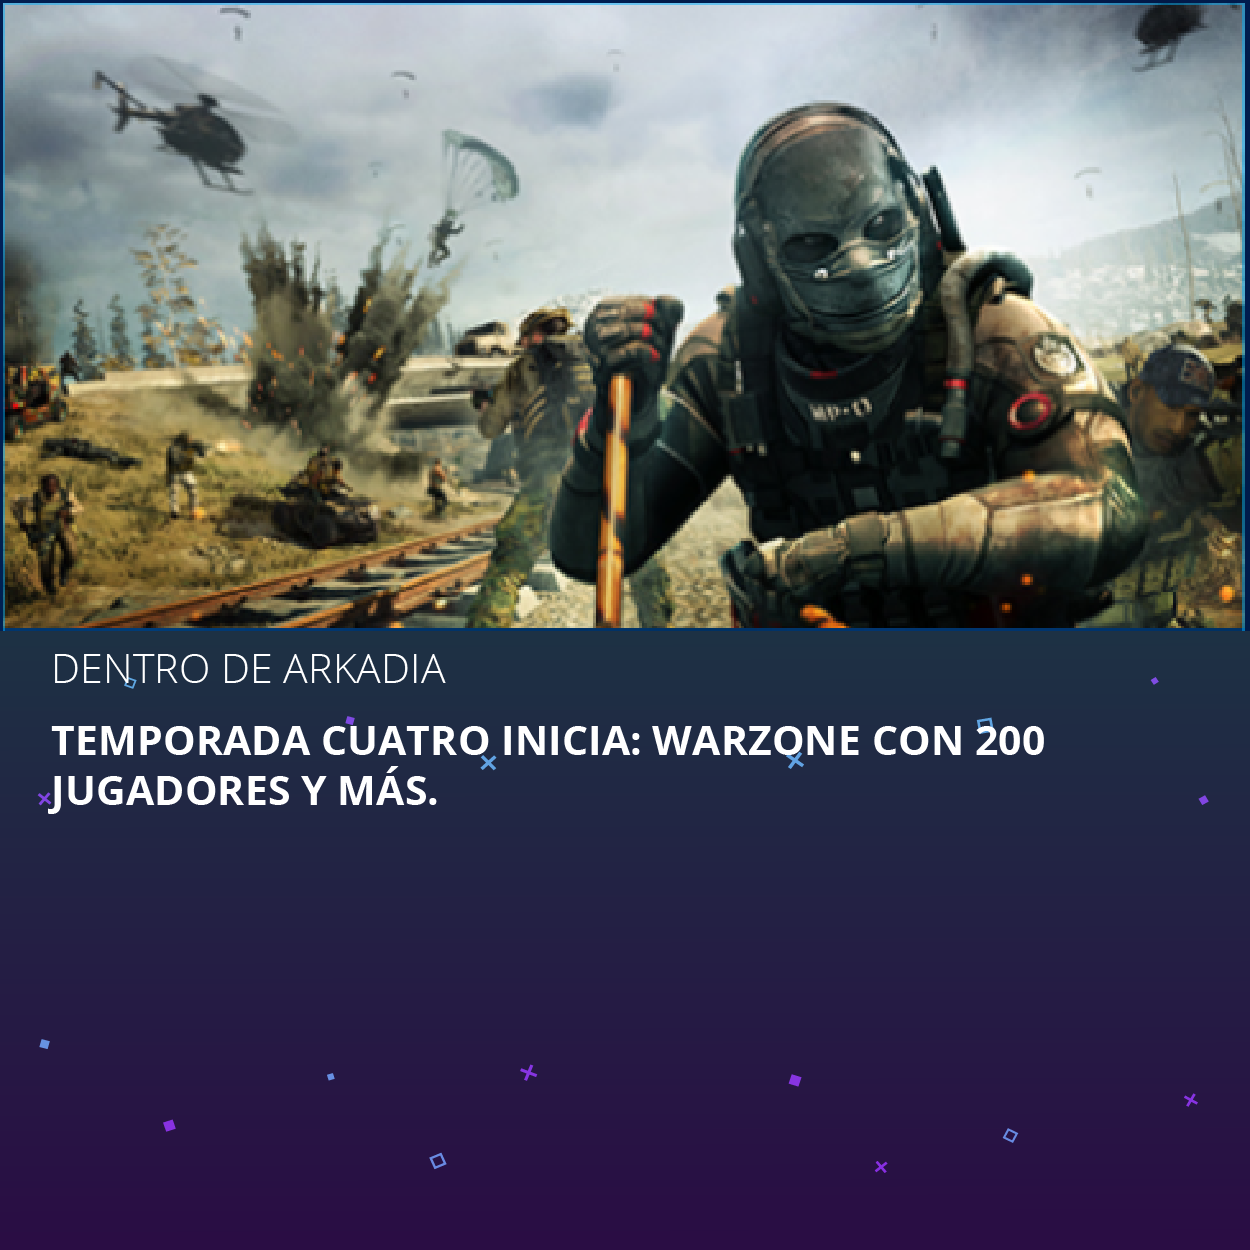 DENTRO DE ARKADIA
TEMPORADA CUATRO INICIA: WARZONE CON 200
JUGADORES Y MÁS.